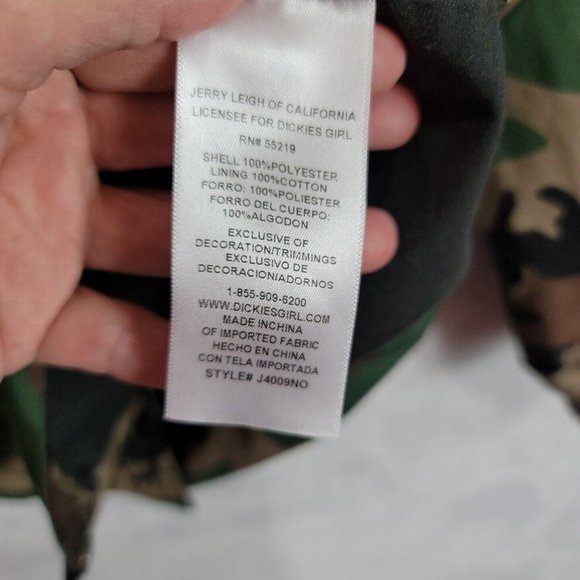 JERRY LEIGH OF CALIFORNIA
LICENSEE FOR DICKIES GIRL
RN# 55219
SHELL 100%POLYESTER
LINING 100%COTTON
FORRO: 100%POLIESTER
FORRO DEL CUERPO:
100%ALGODON
EXCLUSIVE OF
DECORATION/TRIMMINGS
EXCLUSIVO DE
DECORACION/ADORNOS
1-855-909-6200
WWW.DICKIESGIRL.COM
MADE IN CHINA
OF IMPORTED FABRIC
HECHO EN CHINA
CON TELA IMPORTADA
STYLE# J4009NO